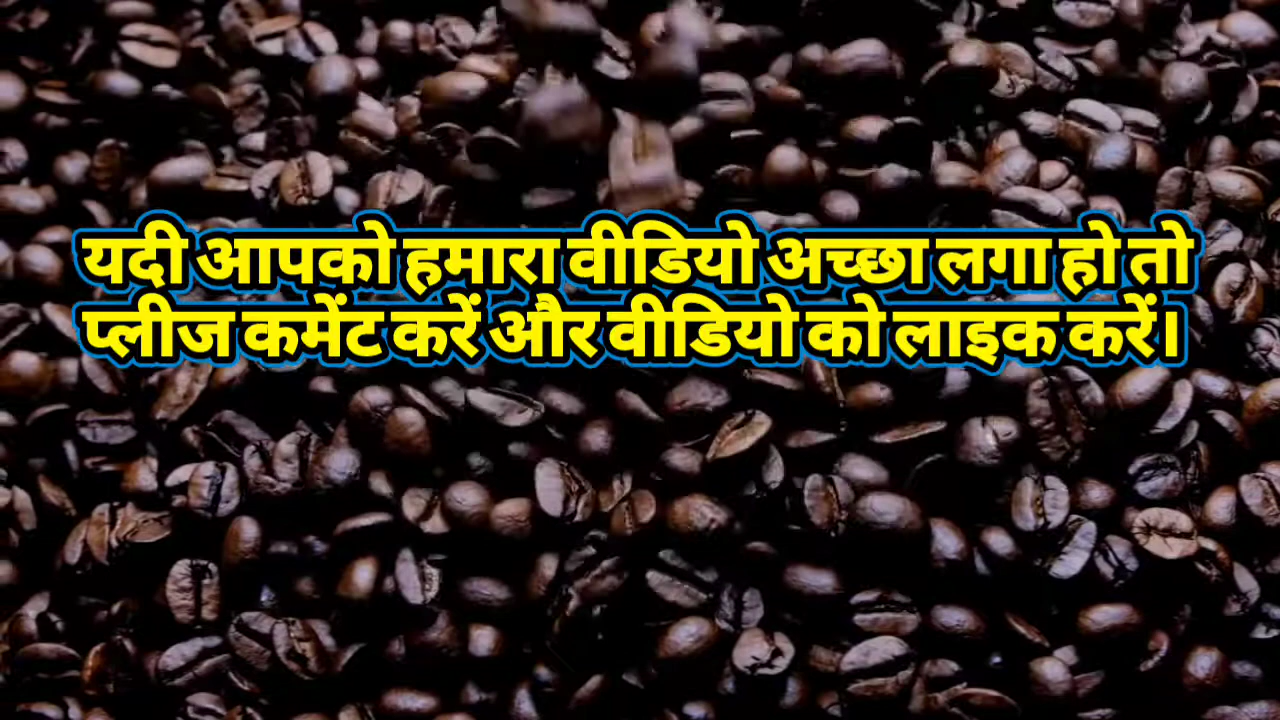 यदी आपको हमारा वीडियो अच्छा लगा हो तो
प्लीज कमेंट करें और वीडियो को लाइक करें।